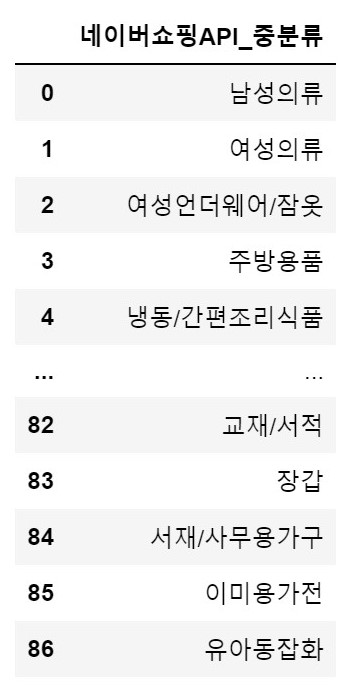 네이버쇼핑API_중분류
0 남성의류
1 여성의류
2 여성언더웨어/잠옷
3 주방용품
4 냉동/간편조리식품
... ...
82 교재/서적
83 장갑
84 서재/사무용가구
85 이미용가전
86 유아동잡화